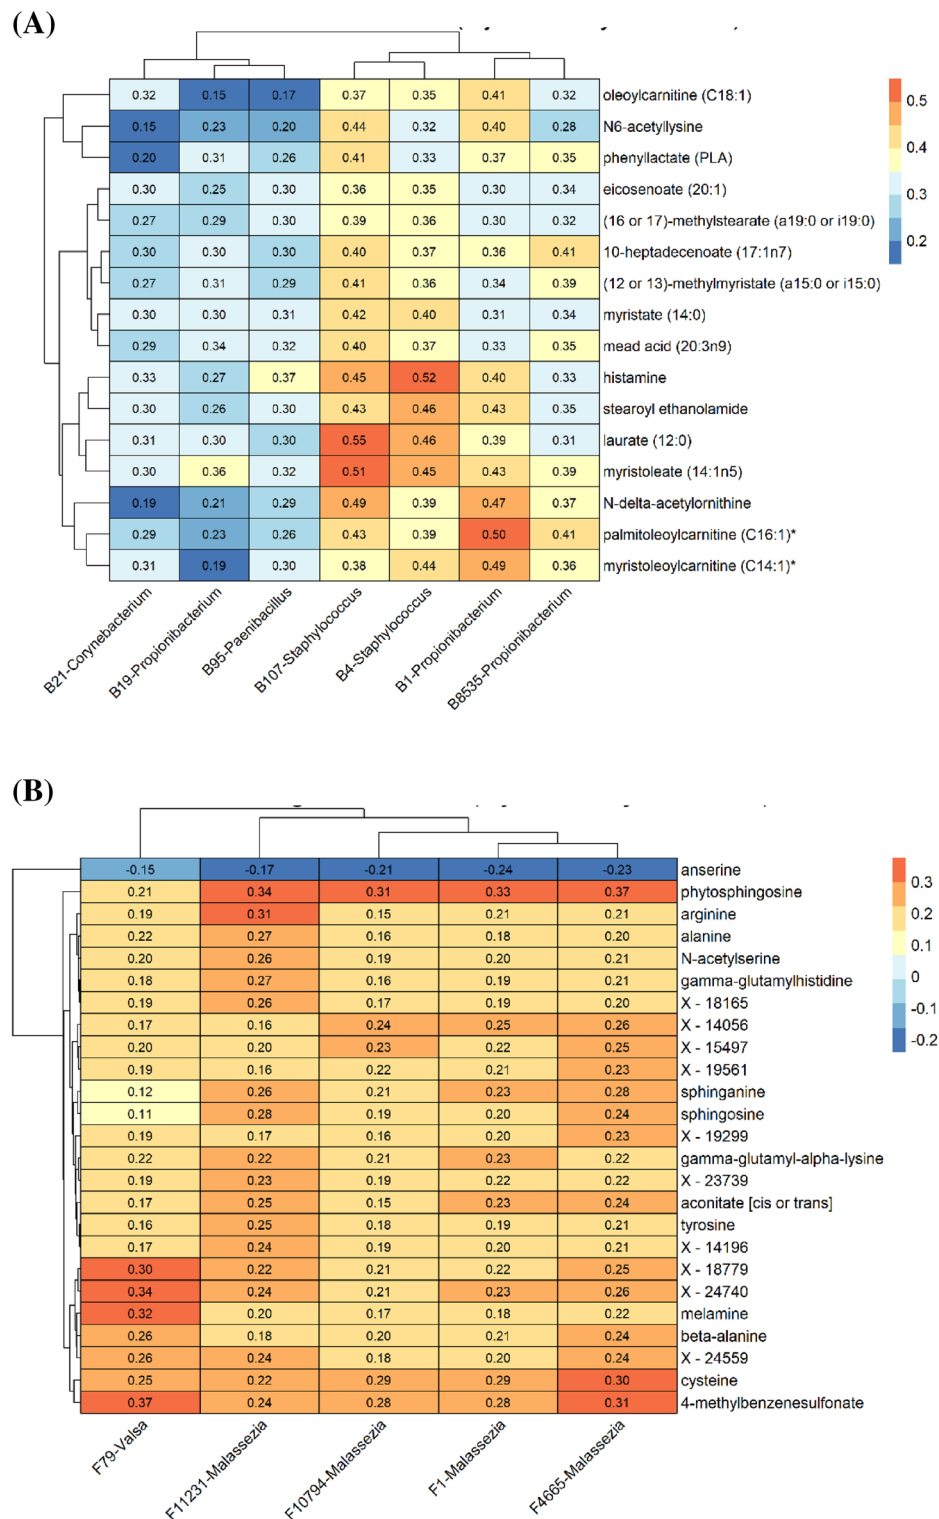 (A)
0.32 0.15 0.17 0.37 0.35 0.41 0.32 oleoylcarnitine (C18:1)
0.15 0.23 0.20 0.44 0.32 0.40 0.28 N6-acetyllysine
0.20 0.31 0.26 0.41 0.33 0.37 0.35 phenyllactate (PLA)
0.30 0.25 0.30 0.36 0.35 0.30 0.34 eicosenoate (20:1)
0.27 0.29 0.30 0.39 0.36 0.30 0.32 (16 or 17)-methylstearate (a19:0 or i19:0)
0.30 0.30 0.30 0.40 0.37 0.36 0.41 10-heptadecenoate (17:1n7)
0.27 0.31 0.29 0.41 0.36 0.34 0.39 (12 or 13)-methylmyristate (a15:0 or i15:0)
0.30 0.30 0.31 0.42 0.40 0.31 0.34 myristate (14:0)
0.29 0.34 0.32 0.40 0.37 0.33 0.35 mead acid (20:3n9)
0.33 0.27 0.37 0.45 0.52 0.40 0.33 histamine
0.30 0.26 0.30 0.43 0.46 0.43 0.35 stearoyl ethanolamide
0.31 0.30 0.30 0.55 0.46 0.39 0.31 laurate (12:0)
0.30 0.36 0.32 0.51 0.45 0.43 0.39 myristoleate (14:1n5)
0.19 0.21 0.29 0.49 0.39 0.47 0.37 N-delta-acetylornithine
0.29 0.23 0.26 0.43 0.39 0.50 0.41 palmitoleoylcarnitine (C16:1)*
0.31 0.19 0.30 0.38 0.44 0.49 0.36 myristoleoylcarnitine (C14:1)*
0.5
0.4
0.3
0.2
B21-Corynebacterium
B19-Propionibacterium
B95-Paenibacillus
B107-Staphylococcus
B4-Staphylococcus
B1-Propionibacterium
B8535-Propionibacterium
(B)
-0.15 -0.17 -0.21 -0.24 -0.23 anserine
0.21 0.34 0.31 0.33 0.37 phytosphingosine
0.19 0.31 0.15 0.21 0.21 arginine
0.22 0.27 0.16 0.18 0.20 alanine
0.20 0.26 0.19 0.20 0.21 N-acetylserine
0.18 0.27 0.16 0.19 0.21 gamma-glutamylhistidine
0.19 0.26 0.17 0.19 0.20 X - 18165
0.17 0.16 0.24 0.25 0.26 X - 14056
0.20 0.20 0.23 0.22 0.25 X - 15497
0.19 0.16 0.22 0.21 0.23 X - 19561
0.12 0.26 0.21 0.23 0.28 sphinganine
0.11 0.28 0.19 0.20 0.24 sphingosine
0.19 0.17 0.16 0.20 0.23 X - 19299
0.22 0.22 0.21 0.23 0.22 gamma-glutamyl-alpha-lysine
0.19 0.23 0.19 0.22 0.22 X - 23739
0.17 0.25 0.15 0.23 0.24 aconitate [cis or trans]
0.16 0.25 0.18 0.19 0.21 tyrosine
0.17 0.24 0.19 0.20 0.21 X - 14196
0.30 0.22 0.21 0.22 0.25 X - 18779
0.34 0.24 0.21 0.23 0.26 X - 24740
0.32 0.20 0.17 0.18 0.22 melamine
0.26 0.18 0.20 0.21 0.24 beta-alanine
0.26 0.24 0.18 0.20 0.24 X - 24559
0.25 0.22 0.29 0.29 0.30 cysteine
0.37 0.24 0.28 0.28 0.31 4-methylbenzenesulfonate
0.3
0.2
0.1
0
-0.1
-0.2
F79-Valsa
F11231-Malassezia
F10794-Malassezia
F1-Malassezia
F4665-Malassezia